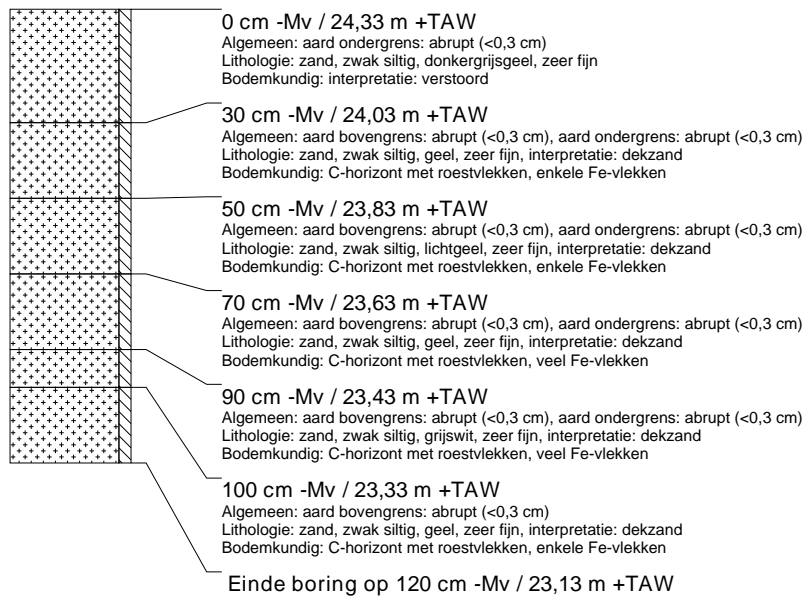 0 cm -Mv / 24,33 m +TAW
Algemeen: aard ondergrens: abrupt (<0,3 cm)
Lithologie: zand, zwak siltig, donkergrijsgeel, zeer fijn
Bodemkundig: interpretatie: verstoord
30 cm -Mv / 24,03 m +TAW
Algemeen: aard bovengrens: abrupt (<0,3 cm), aard ondergrens: abrupt (<0,3 cm)
Lithologie: zand, zwak siltig, geel, zeer fijn, interpretatie: dekzand
Bodemkundig: C-horizont met roestvlekken, enkele Fe-vlekken
50 cm -Mv / 23,83 m +TAW
Algemeen: aard bovengrens: abrupt (<0,3 cm), aard ondergrens: abrupt (<0,3 cm)
Lithologie: zand, zwak siltig, lichtgeel, zeer fijn, interpretatie: dekzand
Bodemkundig: C-horizont met roestvlekken, enkele Fe-vlekken
70 cm -Mv / 23,63 m +TAW
Algemeen: aard bovengrens: abrupt (<0,3 cm), aard ondergrens: abrupt (<0,3 cm)
Lithologie: zand, zwak siltig, geel, zeer fijn, interpretatie: dekzand
Bodemkundig: C-horizont met roestvlekken, veel Fe-vlekken
90 cm -Mv / 23,43 m +TAW
Algemeen: aard bovengrens: abrupt (<0,3 cm), aard ondergrens: abrupt (<0,3 cm)
Lithologie: zand, zwak siltig, grijswit, zeer fijn, interpretatie: dekzand
Bodemkundig: C-horizont met roestvlekken, veel Fe-vlekken
100 cm -Mv / 23,33 m +TAW
Algemeen: aard bovengrens: abrupt (<0,3 cm)
Lithologie: zand, zwak siltig, geel, zeer fijn, interpretatie: dekzand
Bodemkundig: C-horizont met roestvlekken, enkele Fe-vlekken
Einde boring op 120 cm -Mv / 23,13 m +TAW